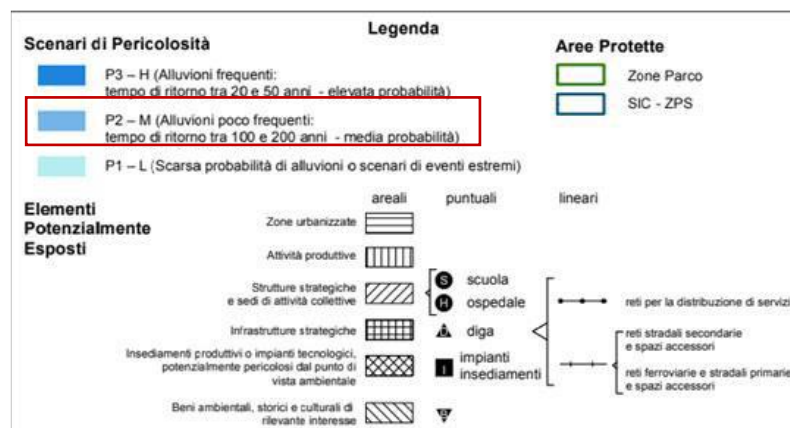 Legenda
Scenari di Pericolosità
P3 – H (Alluvioni frequenti:
tempo di ritorno tra 20 e 50 anni - elevata probabilità)
P2 – M (Alluvioni poco frequenti:
tempo di ritorno tra 100 e 200 anni - media probabilità)
P1 – L (Scarsa probabilità di alluvioni o scenari di eventi estremi)
Aree Protette
Zone Parco
SIC - ZPS
Elementi
Potenzialmente
Esposti
areali
puntuali
lineari
Zone urbanizzate
Attività produttive
Strutture strategiche
e sedi di attività collettive
Infrastrutture strategiche
Insediamenti produttivi o impianti tecnologici,
potenzialmente pericolosi dal punto di
vista ambientale
Beni ambientali, storici e culturali di
rilevante interesse
S scuola
H ospedale
diga
I impianti
insediamenti
reti per la distribuzione di servizi
reti stradali secondarie
e spazi accessori
reti ferroviarie e stradali primarie
e spazi accessori